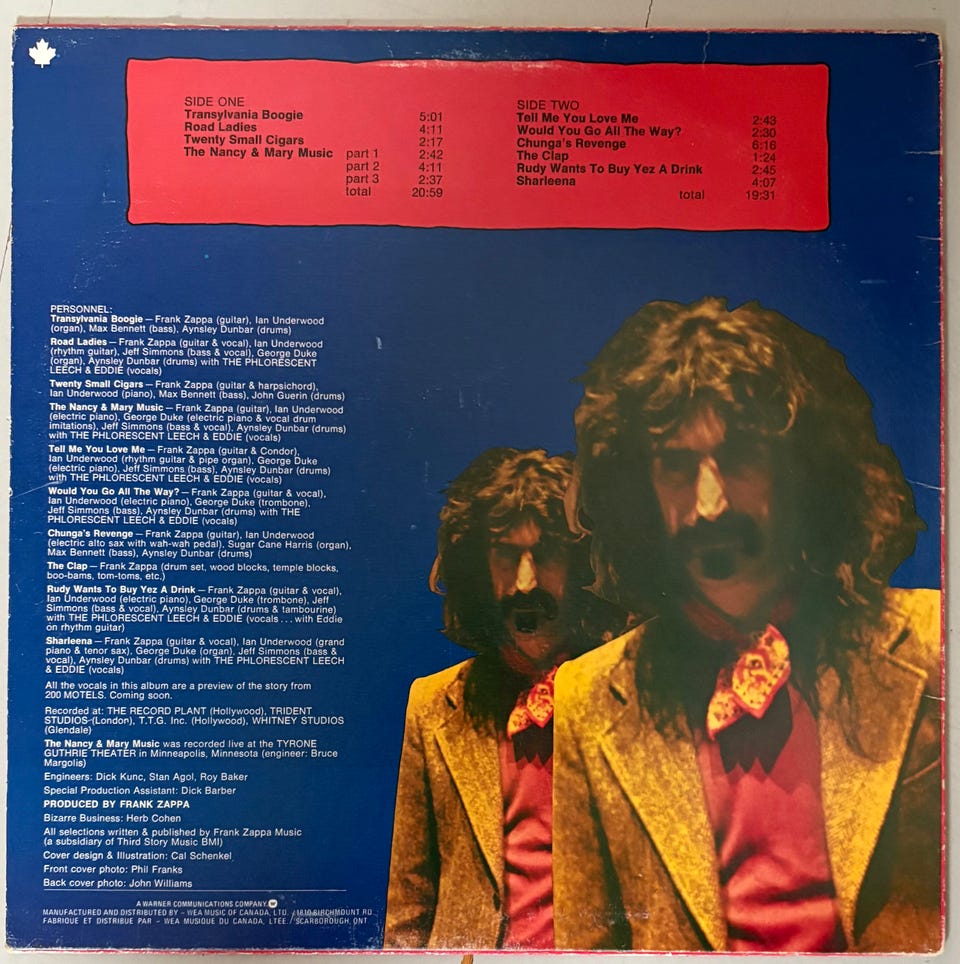 SIDE ONE
Transylvania Boogie 5:01
Road Ladies 4:11
Twenty Small Cigars 2:17
The Nancy & Mary Music part 1 2:42
part 2 4:11
part 3 2:37
total 20:59
SIDE TWO
Tell Me You Love Me 2:43
Would You Go All The Way? 2:30
Chunga's Revenge 6:16
The Clap 1:24
Rudy Wants To Buy Yez A Drink 2:45
Sharleena 4:07
total 19:31
PERSONNEL:
Transylvania Boogie — Frank Zappa (guitar), Ian Underwood
(organ), Max Bennett (bass), Aynsley Dunbar (drums)
Road Ladies — Frank Zappa (guitar & vocal), Ian Underwood
(rhythm guitar), Jeff Simmons (bass & vocal), George Duke
(organ), Aynsley Dunbar (drums) with THE PHLORESCENT
LEECH & EDDIE (vocals)
Twenty Small Cigars — Frank Zappa (guitar & harpsichord),
Ian Underwood (piano), Max Bennett (bass), John Guerin (drums)
The Nancy & Mary Music — Frank Zappa (guitar), Ian Underwood
(electric piano), George Duke (electric piano & vocal drum
imitations), Jeff Simmons (bass & vocal), Aynsley Dunbar (drums)
with THE PHLORESCENT LEECH & EDDIE (vocals)
Tell Me You Love Me — Frank Zappa (guitar & Condor),
Ian Underwood (rhythm guitar & pipe organ), George Duke
(electric piano), Jeff Simmons (bass), Aynsley Dunbar (drums)
with THE PHLORESCENT LEECH & EDDIE (vocals)
Would You Go All The Way? — Frank Zappa (guitar & vocal),
Ian Underwood (electric piano), George Duke (trombone),
Jeff Simmons (bass), Aynsley Dunbar (drums) with THE
PHLORESCENT LEECH & EDDIE (vocals)
Chunga's Revenge — Frank Zappa (guitar), Ian Underwood
(electric alto sax with wah-wah pedal), Sugar Cane Harris (organ),
Max Bennett (bass), Aynsley Dunbar (drums)
The Clap — Frank Zappa (drum set, wood blocks, temple blocks,
boo-bams, tom-toms, etc.)
Rudy Wants To Buy Yez A Drink — Frank Zappa (guitar & vocal),
Ian Underwood (electric piano), George Duke (trombone), Jeff
Simmons (bass & vocal), Aynsley Dunbar (drums & tambourine)
with THE PHLORESCENT LEECH & EDDIE (vocals . . . with Eddie
on rhythm guitar)
Sharleena — Frank Zappa (guitar & vocal), Ian Underwood (grand
piano & tenor sax), George Duke (organ), Jeff Simmons (bass &
vocal), Aynsley Dunbar (drums) with THE PHLORESCENT LEECH
& EDDIE (vocals)
All the vocals in this album are a preview of the story from
200 MOTELS. Coming soon.
Recorded at: THE RECORD PLANT (Hollywood), TRIDENT
STUDIOS (London), T.T.G. Inc. (Hollywood), WHITNEY STUDIOS
(Glendale)
The Nancy & Mary Music was recorded live at the TYRONE
GUTHRIE THEATER in Minneapolis, Minnesota (engineer: Bruce
Margolis)
Engineers: Dick Kunc, Stan Agol, Roy Baker
Special Production Assistant: Dick Barber
PRODUCED BY FRANK ZAPPA
Bizarre Business: Herb Cohen
All selections written & published by Frank Zappa Music
(a subsidiary of Third Story Music BMI)
Cover design & Illustration: Cal Schenkel
Front cover photo: Phil Franks
Back cover photo: John Williams
A WARNER COMMUNICATIONS COMPANY
MANUFACTURED AND DISTRIBUTED BY – WEA MUSIC OF CANADA, LTD. / 1810 BIRCHMOUNT RD.
FABRIQUE ET DISTRIBUE PAR – WEA MUSIQUE DU CANADA, LTEE. / SCARBOROUGH, ONT